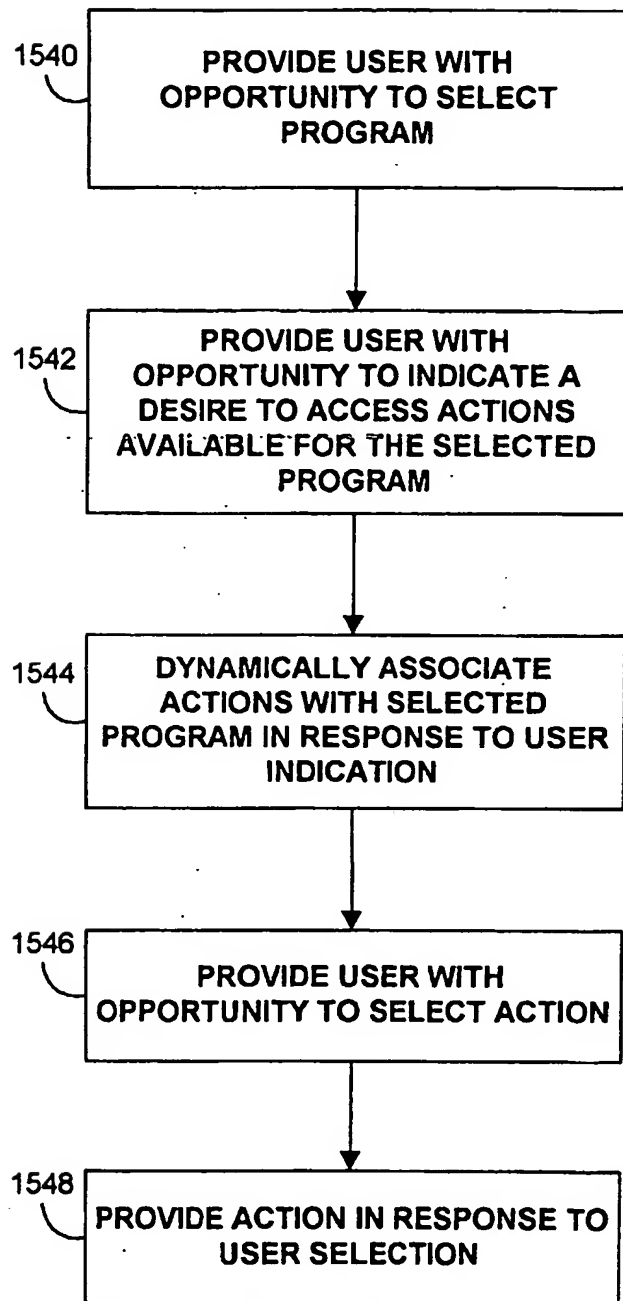 1540
PROVIDE USER WITH
OPPORTUNITY TO SELECT
PROGRAM
1542
PROVIDE USER WITH
OPPORTUNITY TO INDICATE A
DESIRE TO ACCESS ACTIONS
AVAILABLE FOR THE SELECTED
PROGRAM
1544
DYNAMICALLY ASSOCIATE
ACTIONS WITH SELECTED
PROGRAM IN RESPONSE TO USER
INDICATION
1546
PROVIDE USER WITH
OPPORTUNITY TO SELECT ACTION
1548
PROVIDE ACTION IN RESPONSE TO
USER SELECTION